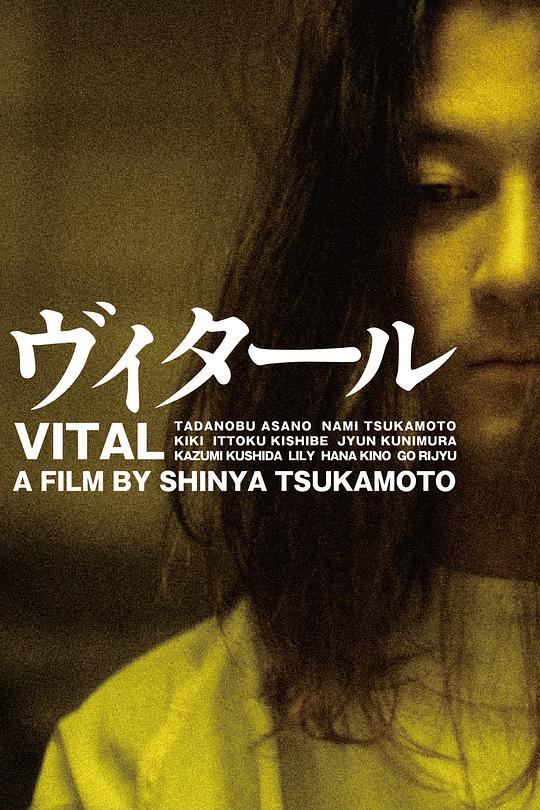 ヴィタール
VITAL
TADANOBU ASANO NAMI TSUKAMOTO
KIKI ITTOKU KISHIBE JYUN KUNIMURA
KAZUMI KUSHIDA LILY HANA KINO GO RIJYU
A FILM BY SHINYA TSUKAMOTO